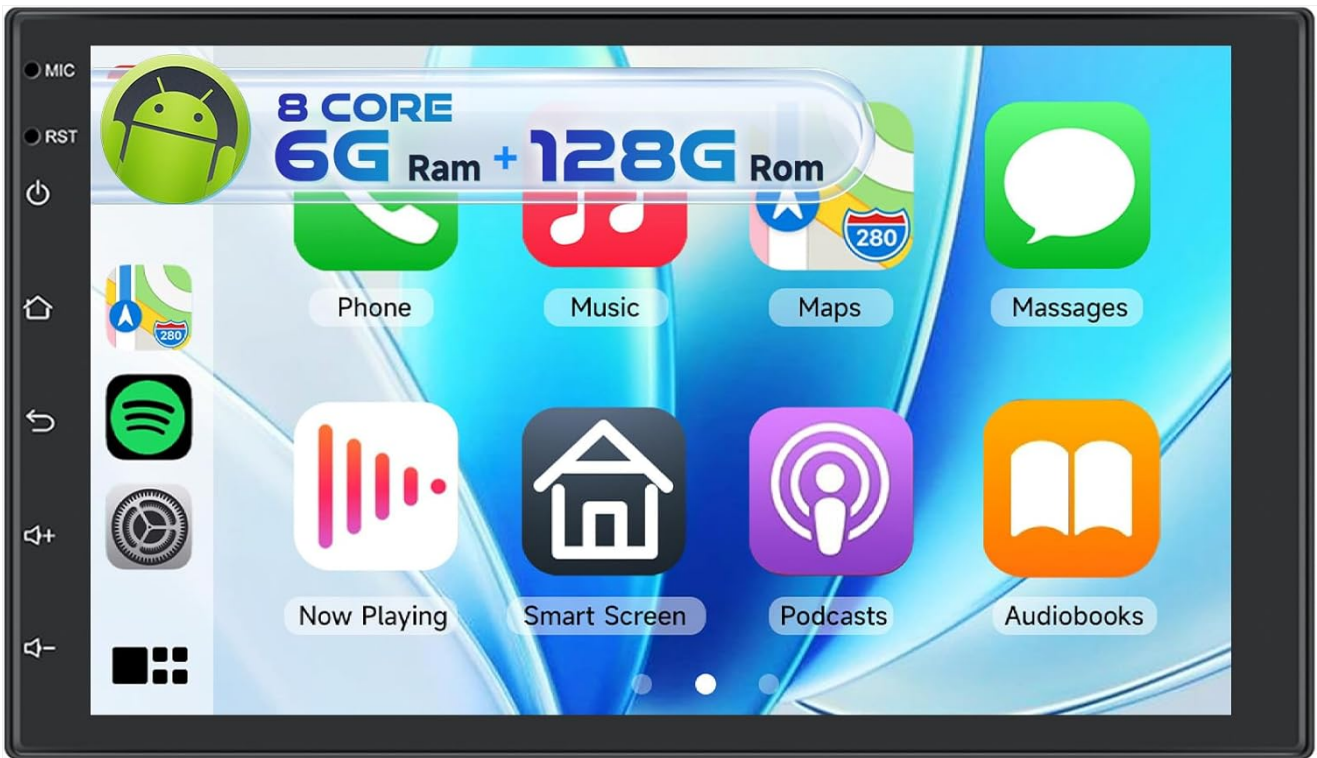 MIC
RST
8 CORE
6G Ram + 128G Rom
280
280
Phone
Music
Maps
Massages
Now Playing
Smart Screen
Podcasts
Audiobooks